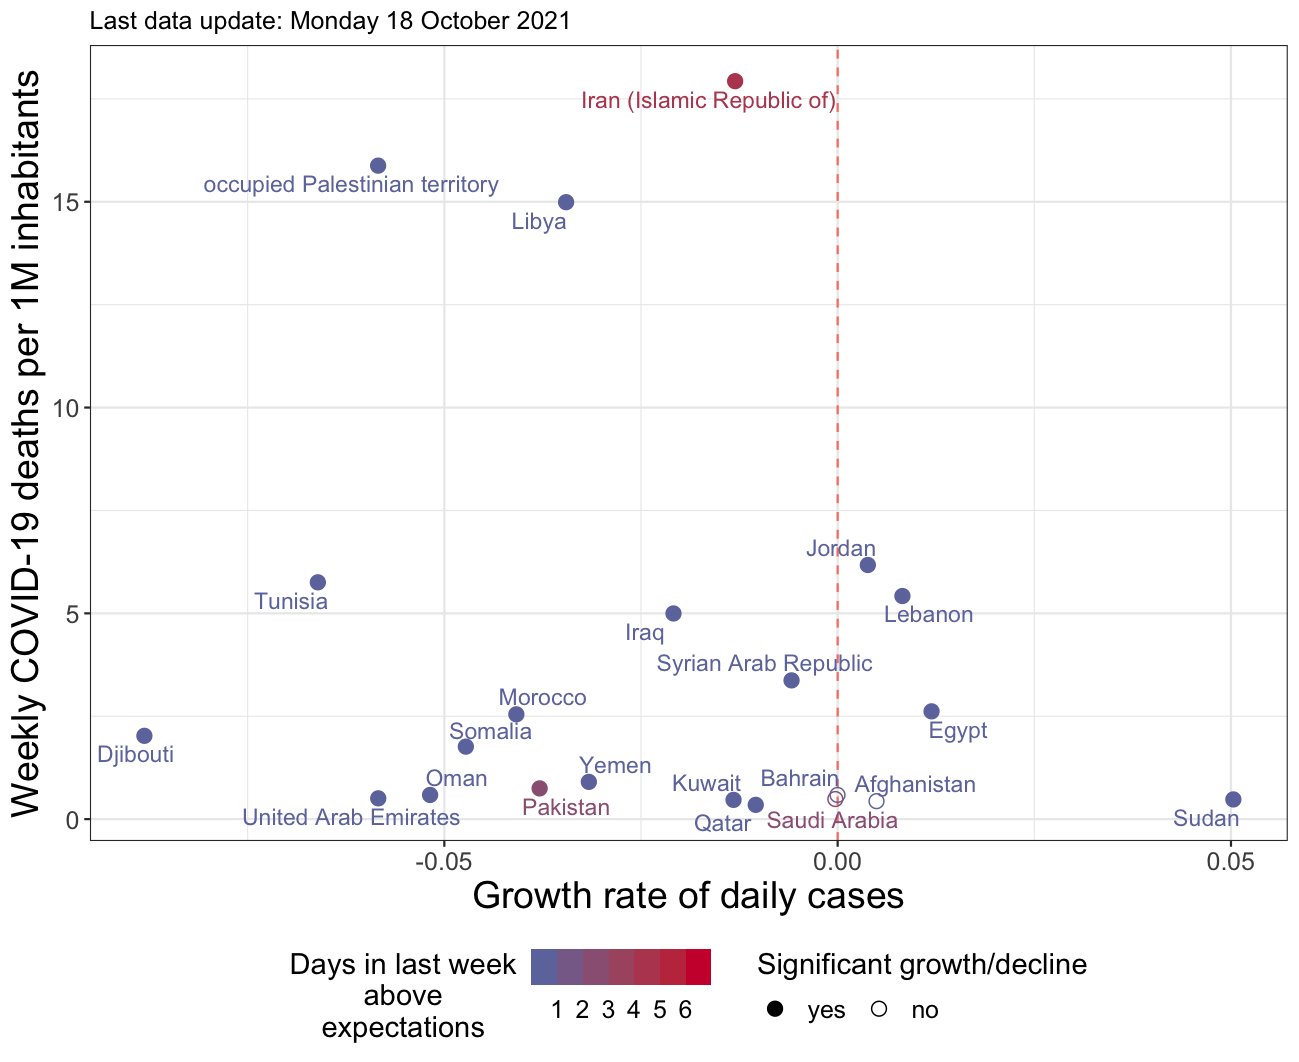 Last data update: Monday 18 October 2021
Weekly COVID-19 deaths per 1M inhabitants
15
10
5
0
Iran (Islamic Republic of)
occupied Palestinian territory
Libya
Jordan
Tunisia
Lebanon
Iraq
Syrian Arab Republic
Morocco
Somalia
Egypt
Djibouti
Yemen
Oman
Kuwait
Bahrain
Afghanistan
Pakistan
United Arab Emirates
Qatar
Saudi Arabia
Sudan
-0.05
0.00
0.05
Growth rate of daily cases
Days in last week
above
expectations
1 2 3 4 5 6
Significant growth/decline
yes no